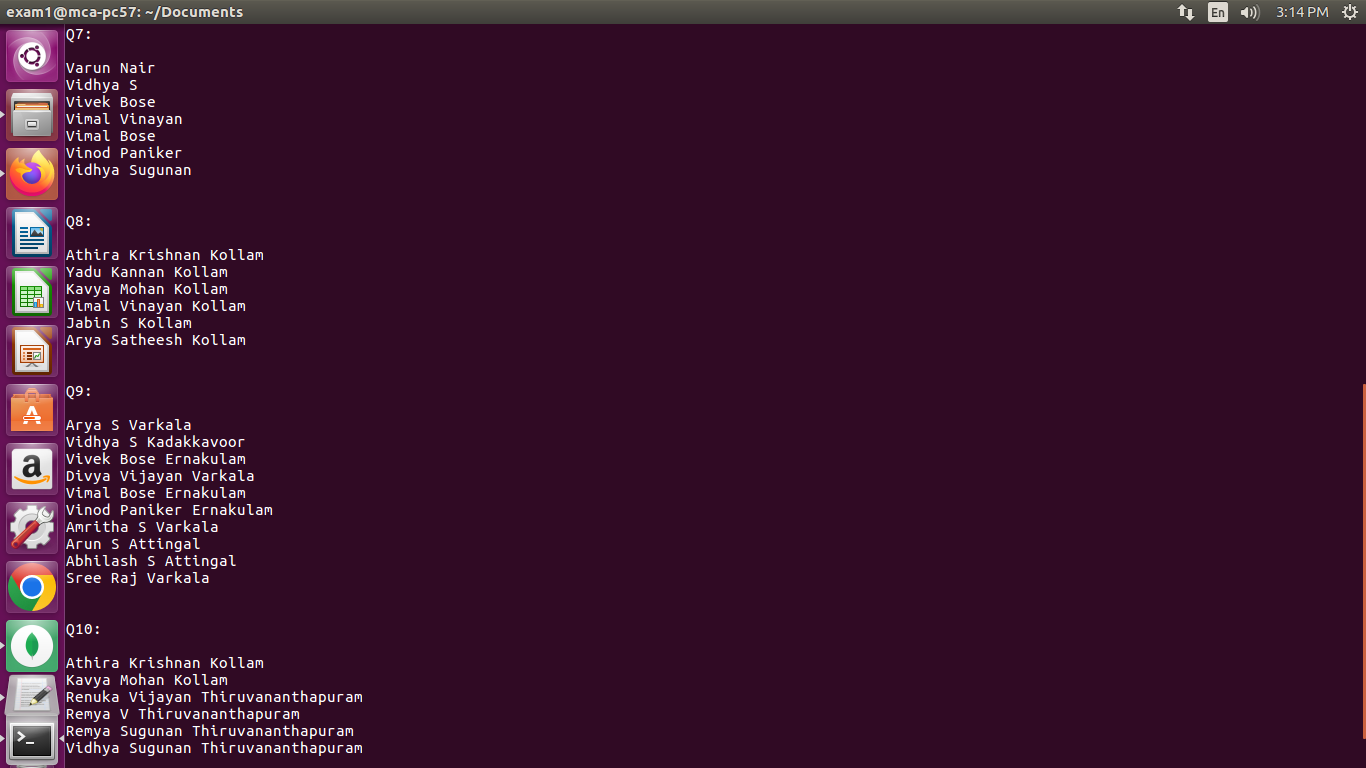 exam1@mca-pc57: ~/Documents
En
3:14 PM
Q7:
Varun Nair
Vidhya S
Vivek Bose
Vimal Vinayan
Vimal Bose
Vinod Paniker
Vidhya Sugunan
Q8:
Athira Krishnan Kollam
Yadu Kannan Kollam
Kavya Mohan Kollam
Vimal Vinayan Kollam
Jabin S Kollam
Arya Satheesh Kollam
Q9:
Arya S Varkala
Vidhya S Kadakkavoor
Vivek Bose Ernakulam
Divya Vijayan Varkala
Vimal Bose Ernakulam
Vinod Paniker Ernakulam
Amritha S Varkala
Arun S Attingal
Abhilash S Attingal
Sree Raj Varkala
Q10:
Athira Krishnan Kollam
Kavya Mohan Kollam
Renuka Vijayan Thiruvananthapuram
Remya V Thiruvananthapuram
Remya Sugunan Thiruvananthapuram
Vidhya Sugunan Thiruvananthapuram